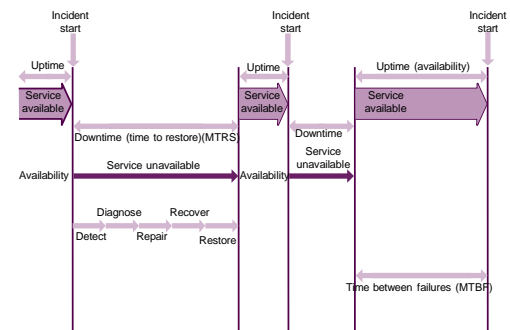 Incident
start
Incident
start
Incident
start
Uptime
Uptime
Uptime (availability)
Service
available
Service
available
Service
available
Downtime (time to restore)(MTRS)
Downtime
Service unavailable
Service
unavailable
Availability
Availability
Diagnose
Recover
Detect
Repair
Restore
Time between failures (MTBF)